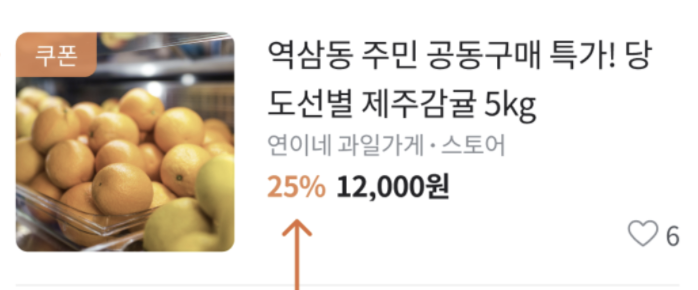 쿠폰
역삼동 주민 공동구매 특가! 당
도선별 제주감귤 5kg
연이네 과일가게 · 스토어
25% 12,000원
6